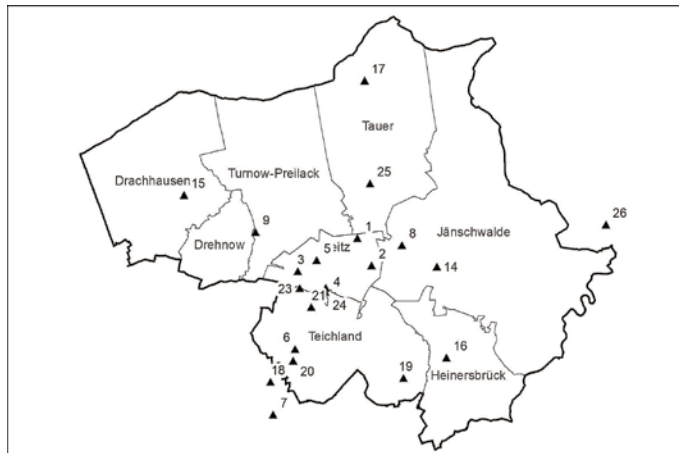 17
Tauer
25
Drachhausen 15
Turnow-Preilack
9
Drehnow
1
8
Jänschwalde
26
5 eitz
2
14
3
4
23
21
24
Teichland
6
16
18
20
19
Heinersbrück
7